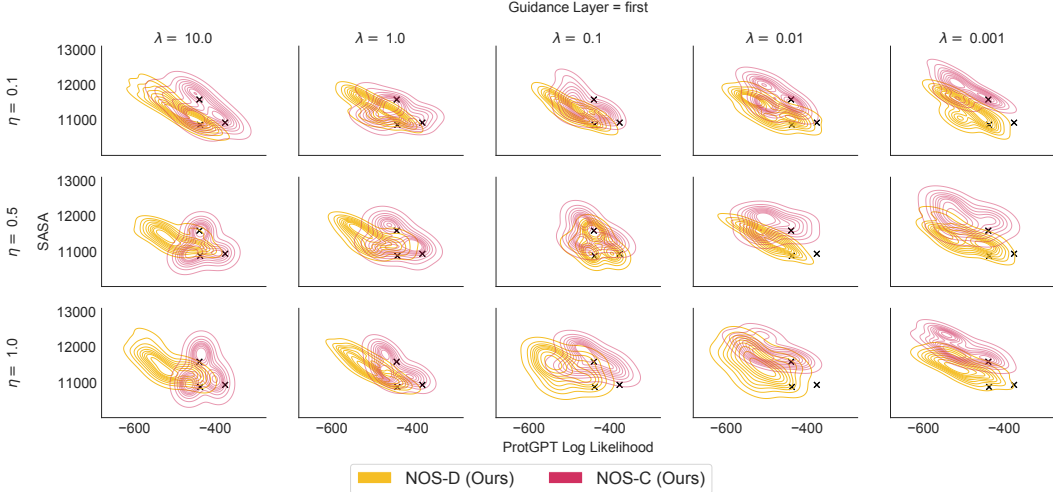 Guidance Layer = first
λ = 10.0
λ = 1.0
λ = 0.1
λ = 0.01
λ = 0.001
η = 0.1
13000
12000
11000
η = 0.5
SASA
13000
12000
11000
η = 1.0
13000
12000
11000
−600 −400
−600 −400
−600 −400
−600 −400
−600 −400
ProtGPT Log Likelihood
NOS-D (Ours)
NOS-C (Ours)